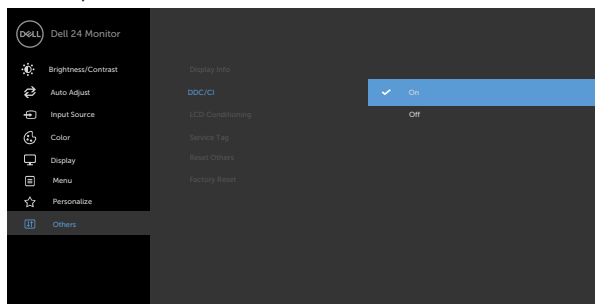 DELL
Dell 24 Monitor
Brightness/Contrast
Auto Adjust
Input Source
Color
Display
Menu
Personalize
Others
Display Info
DDC/CI
LCD Conditioning
Service Tag
Reset Others
Factory Reset
On
Off